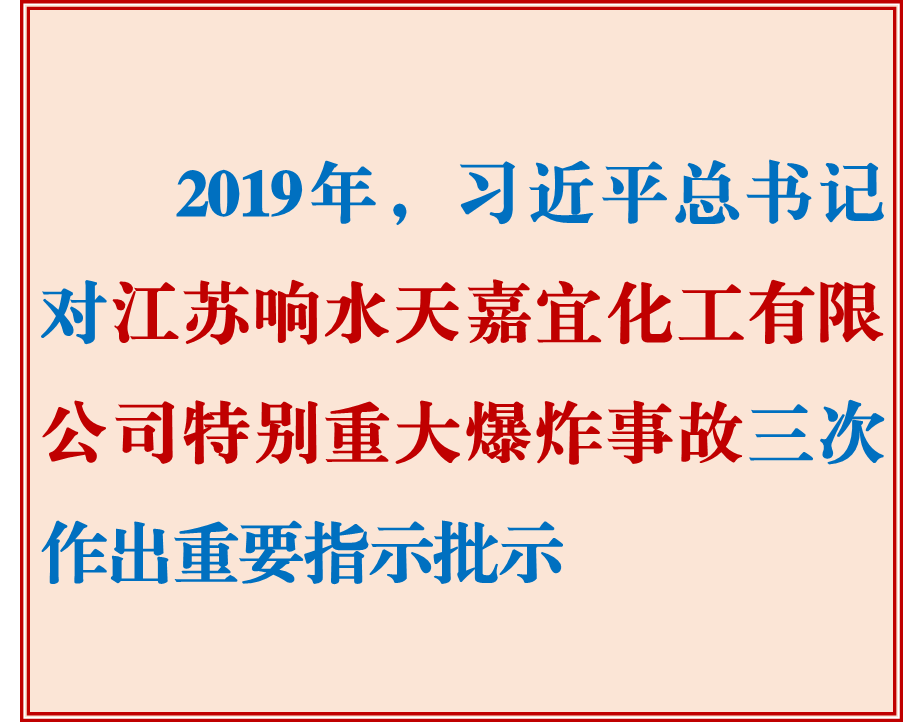 2019年，习近平总书记
对江苏响水天嘉宜化工有限
公司特别重大爆炸事故三次
作出重要指示批示